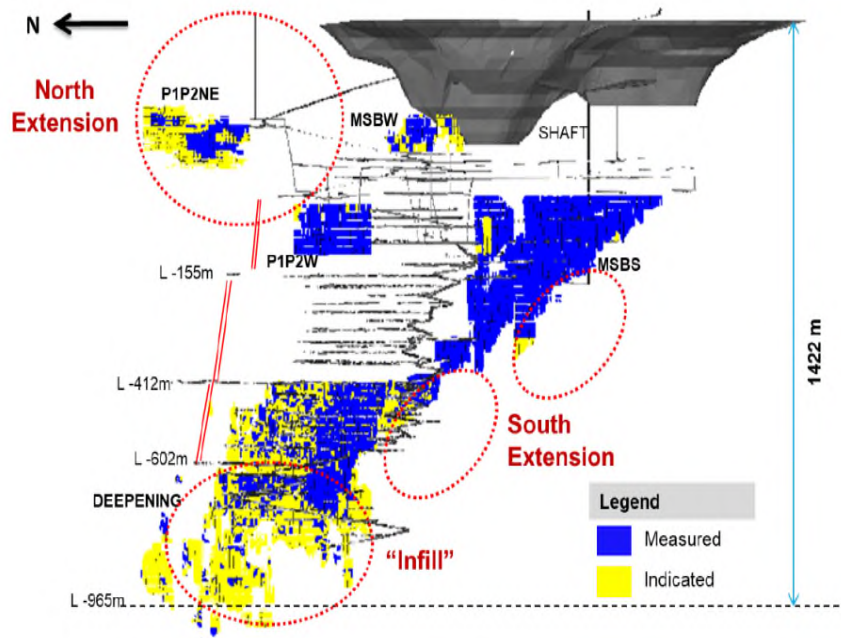 N
P1P2NE
North
Extension
MSBW
SHAFT
P1P2W
MSBS
L -155m
1422 m
L -412m
South
Extension
L -602m
DEEPENING
"Infill"
L -965m
Legend
Measured
Indicated